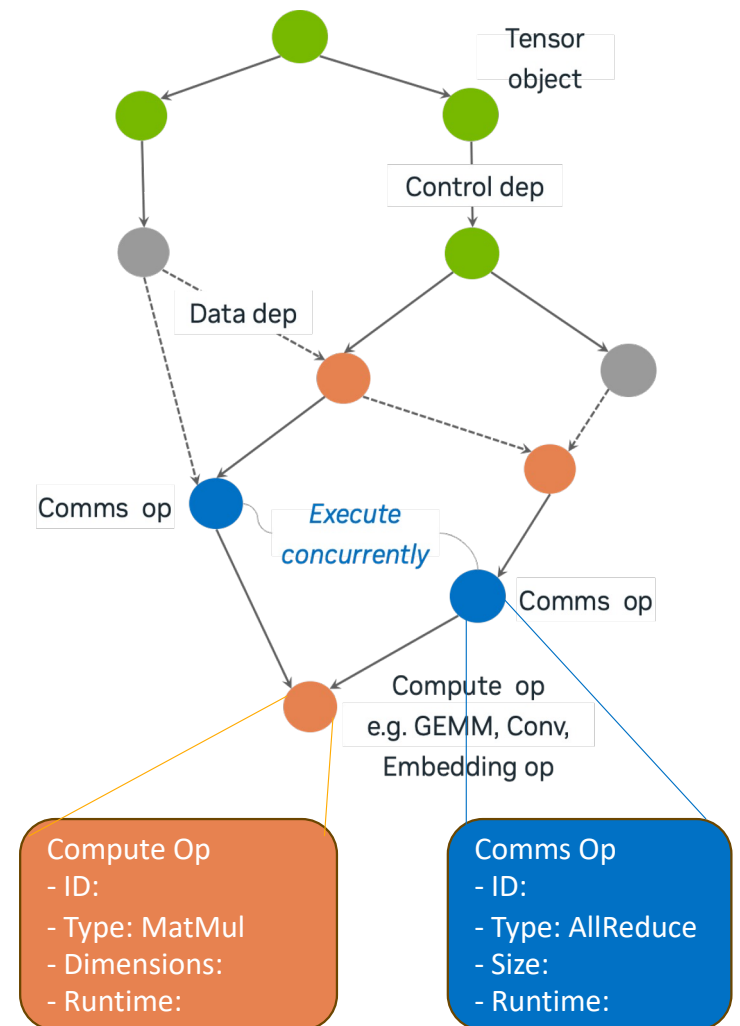 Tensor
object
Control dep
Data dep
Comms op
Execute
concurrently
Comms op
Compute op
e.g. GEMM, Conv,
Embedding op
Compute Op
- ID:
- Type: MatMul
- Dimensions:
- Runtime:
Comms Op
- ID:
- Type: AllReduce
- Size:
- Runtime: